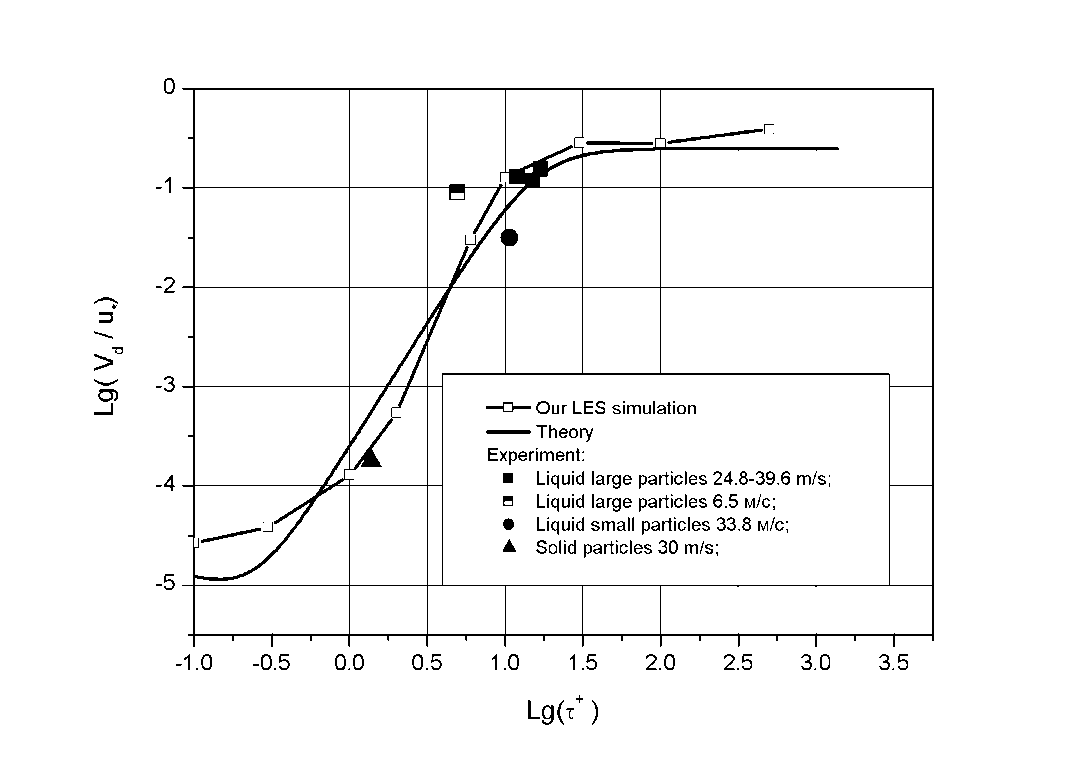 0
-1
-2
-3
-4
-5
Lg( Vd / u* )
Our LES simulation
Theory
Experiment:
Liquid large particles 24.8-39.6 m/s;
Liquid large particles 6.5 м/с;
Liquid small particles 33.8 м/с;
Solid particles 30 m/s;
-1.0 -0.5 0.0 0.5 1.0 1.5 2.0 2.5 3.0 3.5
Lg(τ+ )